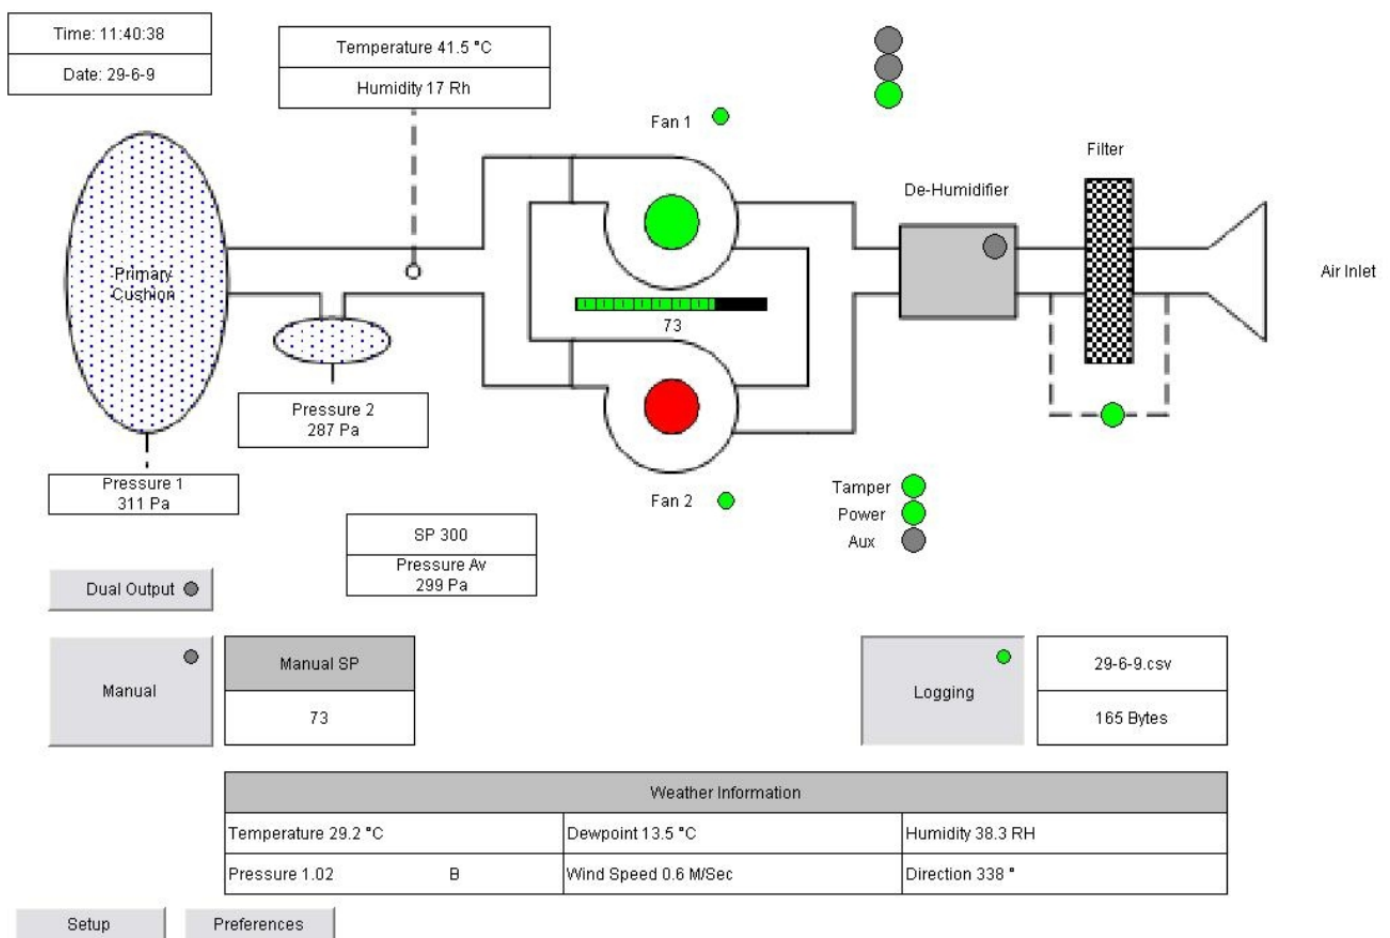 Time: 11:40:38
Date: 29-6-9
Temperature 41.5 °C
Humidity 17 Rh
Fan 1
Filter
De-Humidifier
Primary
Cushion
Air Inlet
73
Pressure 2
287 Pa
Pressure 1
311 Pa
Fan 2
Tamper
Power
Aux
SP 300
Pressure Av
299 Pa
Dual Output
Manual
Manual SP
73
Logging
29-6-9.csv
165 Bytes
Weather Information
Temperature 29.2 °C
Dewpoint 13.5 °C
Humidity 38.3 RH
Pressure 1.02 B
Wind Speed 0.6 M/Sec
Direction 338 °
Setup
Preferences